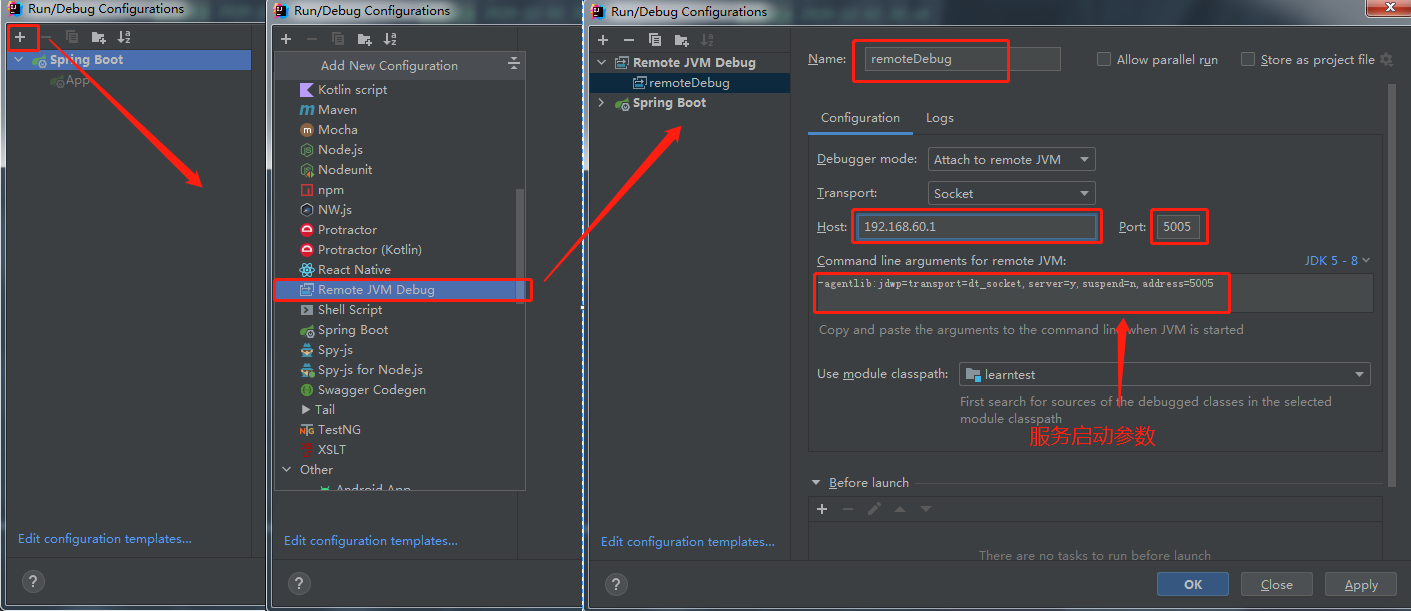 Run/Debug Configurations
Spring Boot
App
Edit configuration templates...
?
Run/Debug Configurations
Add New Configuration
Kotlin script
Maven
Mocha
Node.js
Nodeunit
npm
NW.js
Protractor
Protractor (Kotlin)
React Native
Remote JVM Debug
Shell Script
Spring Boot
Spy-js
Spy-js for Node.js
Swagger Codegen
Tail
TestNG
XSLT
Other
Android App
Edit configuration templates...
?
Run/Debug Configurations
Remote JVM Debug
remoteDebug
Spring Boot
Edit configuration templates...
?
Name: remoteDebug Allow parallel run Store as project file
Configuration Logs
Debugger mode: Attach to remote JVM
Transport: Socket
Host: 192.168.60.1 Port: 5005
Command line arguments for remote JVM: JDK 5 - 8
-agentlib:jdwp=transport=dt_socket,server=y,suspend=n,address=5005
Copy and paste the arguments to the command line when JVM is started
Use module classpath: learntest
First search for sources of the debugged classes in the selected
module classpath
服务启动参数
Before launch
There are no tasks to run before launch
OK Close Apply